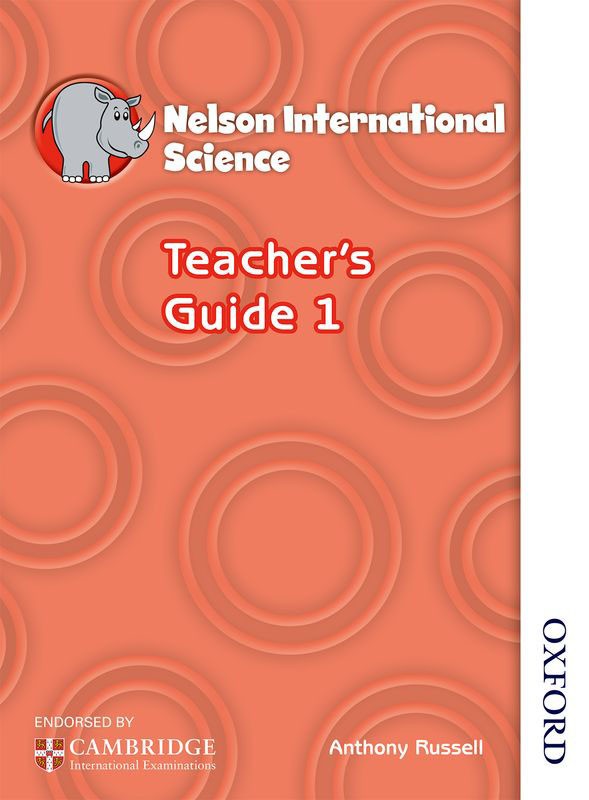 Nelson International
Science
Teacher's
Guide 1
ENDORSED BY
CAMBRIDGE
International Examinations
Anthony Russell
OXFORD